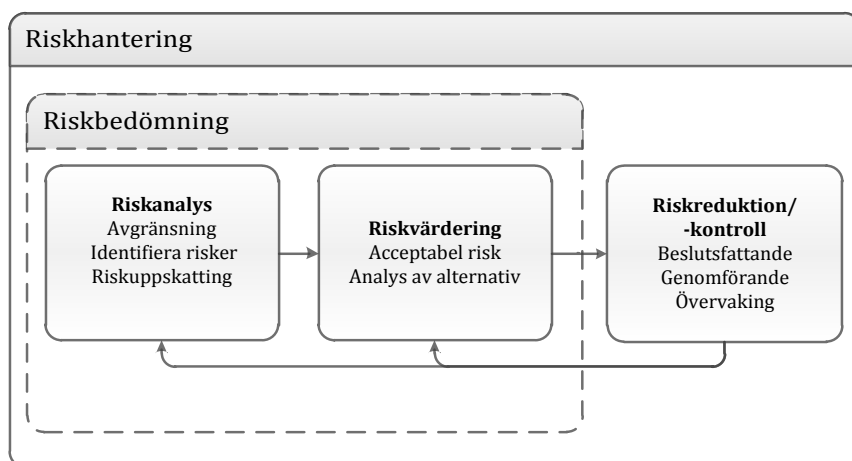 Riskhantering
Riskbedömning
Riskanalys
Avgränsning
Identifiera risker
Riskuppskatting
Riskvärdering
Acceptabel risk
Analys av alternativ
Riskreduktion/
-kontroll
Beslutsfattande
Genomförande
Övervaking